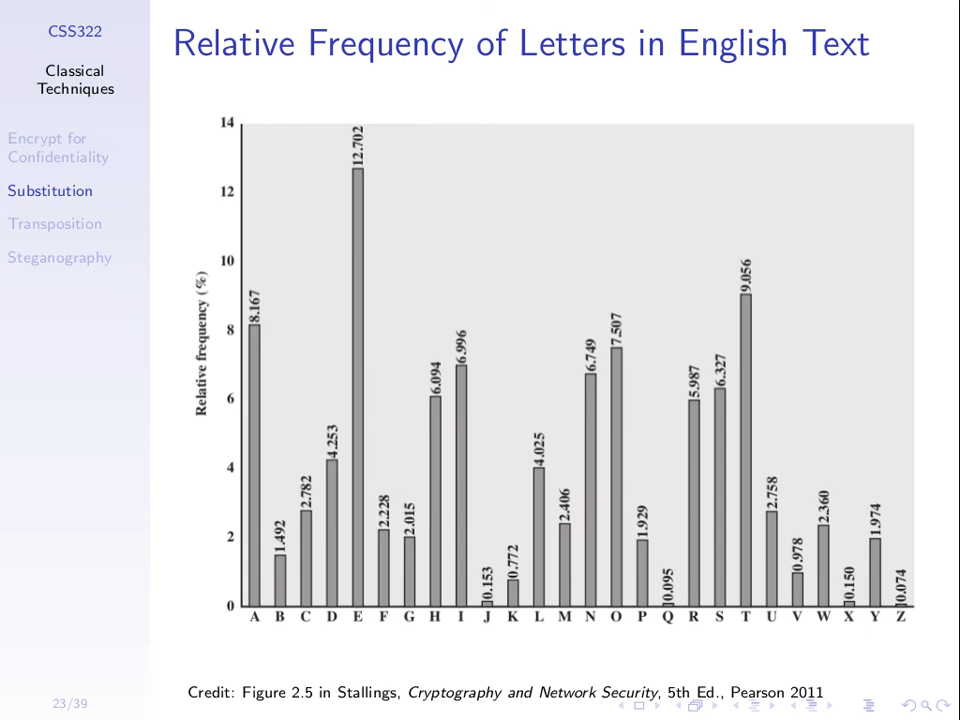 CSS322
Classical
Techniques
Encrypt for
Confidentiality
Substitution
Transposition
Steganography
23/39
Relative Frequency of Letters in English Text
Relative frequency (%)
14
12
10
8
6
4
2
0
8.167
1.492
2.782
4.253
12.702
2.228
2.015
6.094
6.996
0.153
0.772
4.025
2.406
6.749
7.507
1.929
0.095
5.987
6.327
9.056
2.758
0.978
2.360
0.150
1.974
0.074
A B C D E F G H I J K L M N O P Q R S T U V W X Y Z
Credit: Figure 2.5 in Stallings, Cryptography and Network Security, 5th Ed., Pearson 2011